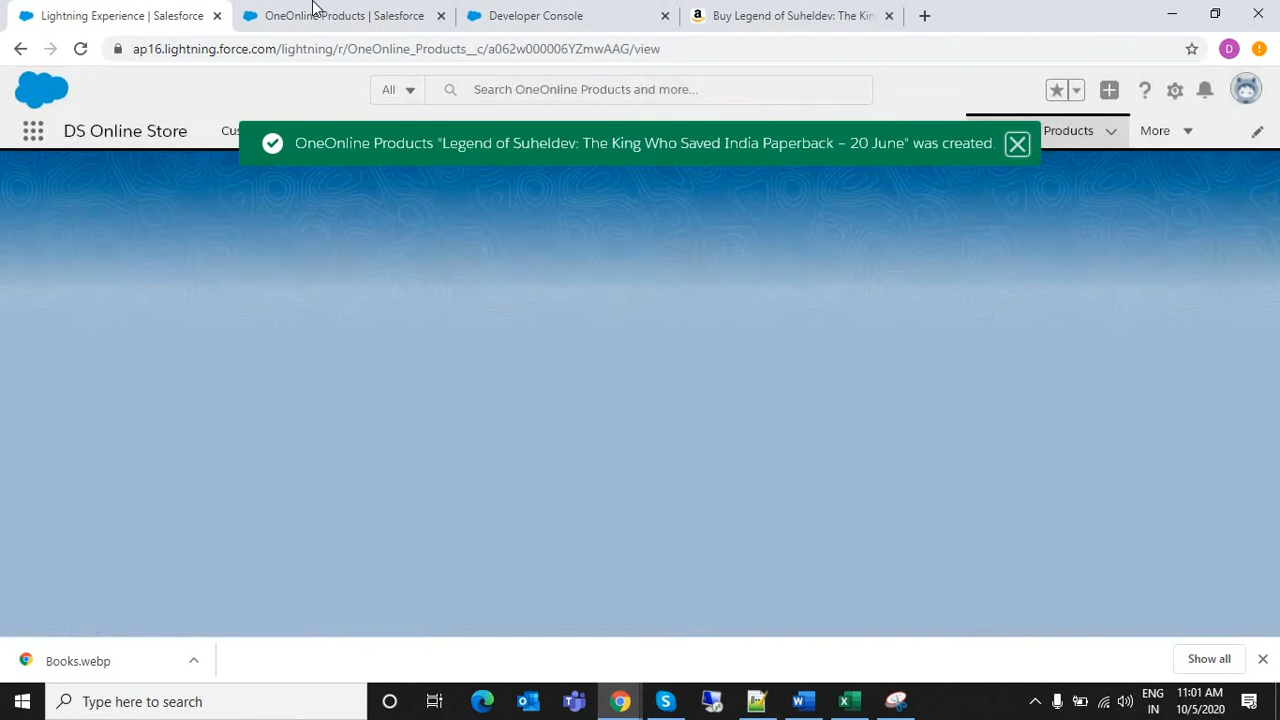 Lightning Experience | Salesforce
OneOnline Products | Salesforce
Developer Console
Buy Legend of Suheldev: The Kin
ap16.lightning.force.com/lightning/r/OneOnline_Products__c/a062w000006YZmwAAG/view
D
All
Search OneOnline Products and more...
DS Online Store
Cu
Products
More
OneOnline Products "Legend of Suheldev: The King Who Saved India Paperback – 20 June" was created.
Books.webp
Show all
Type here to search
ENG
IN
11:01 AM
10/5/2020